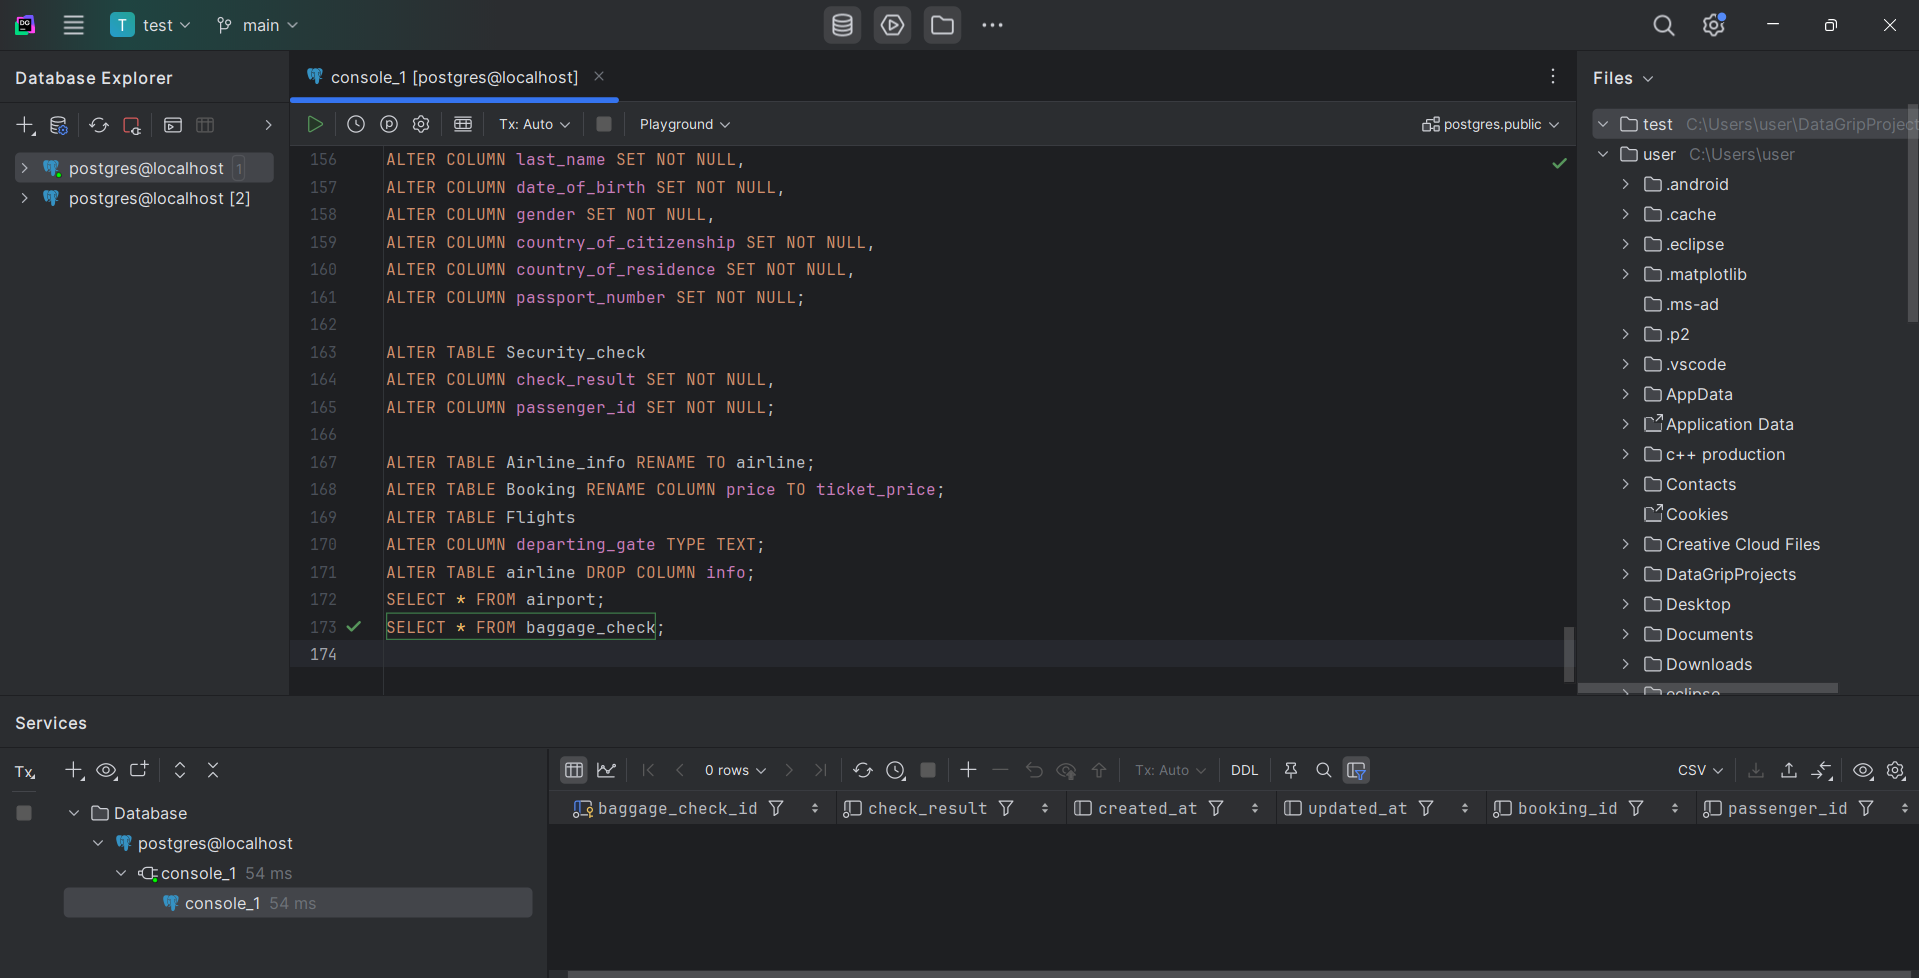 T test main
Database Explorer
console_1 [postgres@localhost]
Files
Tx: Auto
Playground
postgres.public
postgres@localhost 1
postgres@localhost [2]
156 ALTER COLUMN last_name SET NOT NULL,
157 ALTER COLUMN date_of_birth SET NOT NULL,
158 ALTER COLUMN gender SET NOT NULL,
159 ALTER COLUMN country_of_citizenship SET NOT NULL,
160 ALTER COLUMN country_of_residence SET NOT NULL,
161 ALTER COLUMN passport_number SET NOT NULL;
162
163 ALTER TABLE Security_check
164 ALTER COLUMN check_result SET NOT NULL,
165 ALTER COLUMN passenger_id SET NOT NULL;
166
167 ALTER TABLE Airline_info RENAME TO airline;
168 ALTER TABLE Booking RENAME COLUMN price TO ticket_price;
169 ALTER TABLE Flights
170 ALTER COLUMN departing_gate TYPE TEXT;
171 ALTER TABLE airline DROP COLUMN info;
172 SELECT * FROM airport;
173 SELECT * FROM baggage_check;
174
test C:\Users\user\DataGripProject
user C:\Users\user
.android
.cache
.eclipse
.matplotlib
.ms-ad
.p2
.vscode
AppData
Application Data
c++ production
Contacts
Cookies
Creative Cloud Files
DataGripProjects
Desktop
Documents
Downloads
eclipse
Services
Tx
Database
postgres@localhost
console_1 54 ms
console_1 54 ms
0 rows
Tx: Auto
DDL
CSV
baggage_check_id check_result created_at updated_at booking_id passenger_id